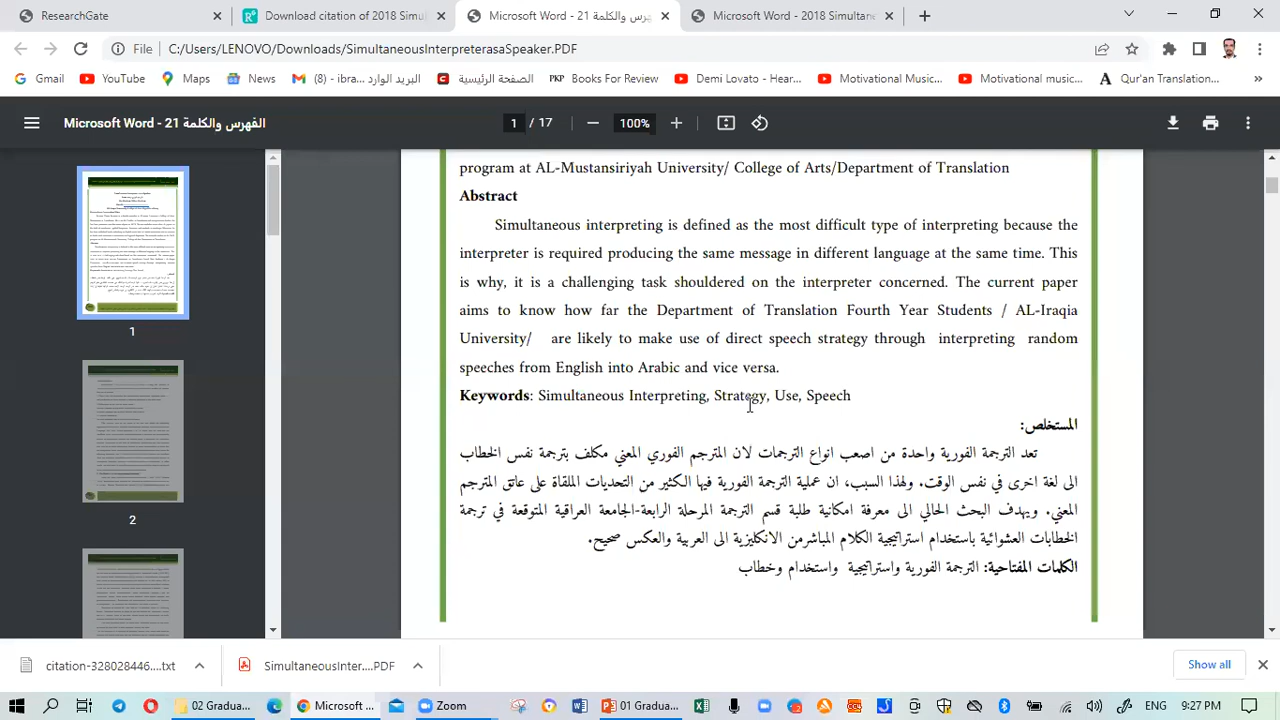 ResearchGate
Download citation of 2018 Simul
Microsoft Word - 21 الفهرس والكلمة
Microsoft Word - 2018 Simultane
File C:/Users/LENOVO/Downloads/SimultaneousInterpreterasaSpeaker.PDF
Gmail YouTube Maps News (8) - ibra... البريد الوارد الصفحة الرئيسية Books For Review Demi Lovato - Hear... Motivational Music... Motivational music... Qur'an Translation...
Microsoft Word - 21 الفهرس والكلمة
1 / 17 100%
program at AL-Mustansiriyah University/ College of Arts/Department of Translation
Abstract
Simultaneous interpreting is defined as the most difficult type of interpreting because the
interpreter is required producing the same message in different language at the same time. This
is why, it is a challenging task shouldered on the interpreter concerned. The current paper
aims to know how far the Department of Translation Fourth Year Students / AL-Iraqia
University/ are likely to make use of direct speech strategy through interpreting random
speeches from English into Arabic and vice versa.
Keyword: Simultaneous Interpreting, Strategy, Use, Speech
المستخلص:
تعد الترجمة الفورية واحدة من اصعب انواع الترجمات لان المترجم الفوري المعني مكلف بترجمة نفس الخطاب
الى لغة اخرى في نفس الوقت. ولهذا السبب، ان عملية الترجمة الفورية فيها الكثير من التحديات الملقاة على عاتق المترجم
المعني. ويهدف البحث الحالي الى معرفة امكانية طلبة قسم الترجمة المرحلة الرابعة-الجامعة العراقية المتوقعة في ترجمة
الخطابات العشوائية باستخدام استراتيجية الكلام المباشرمن الانكليزية الى العربية والعكس صحيح.
الكلمات المفتاحية: الترجمة الفورية واستراتيجية واستخدام وخطاب
1
2
citation-328028446....txt
SimultaneousInter....PDF
Show all
02 Gradua...
Microsoft ...
Zoom
01 Gradua...
ENG 9:27 PM